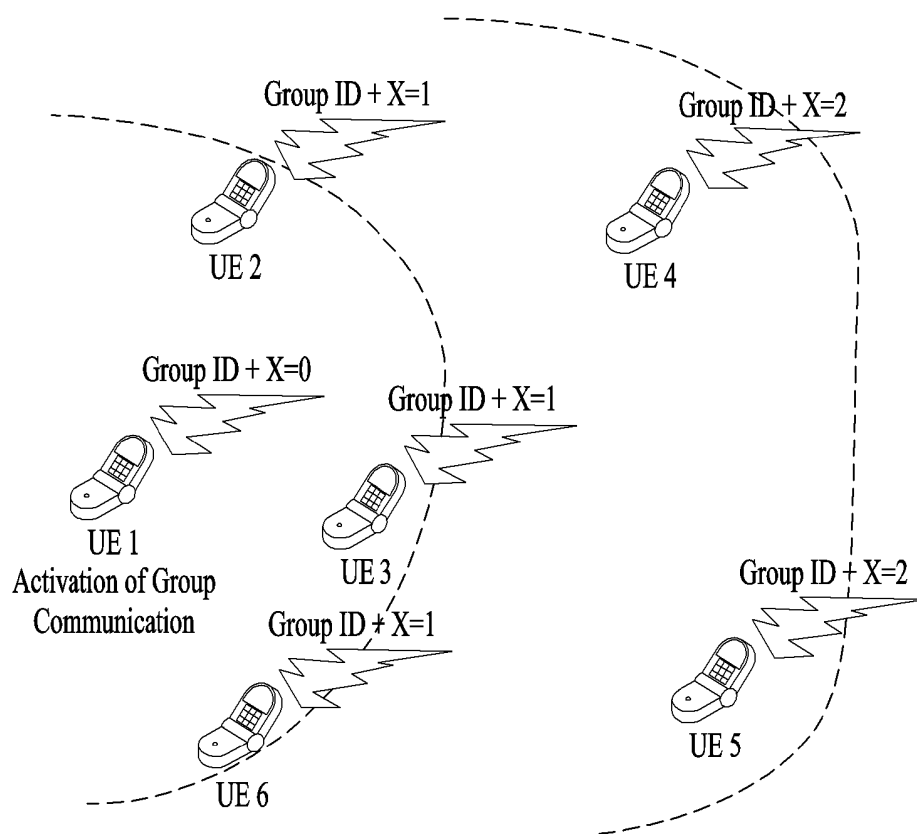 Group ID + X=1
Group ID + X=2
UE 2
UE 4
Group ID + X=0
Group ID + X=1
UE 1
Activation of Group
Communication
UE 3
Group ID + X=2
Group ID + X=1
UE 5
UE 6